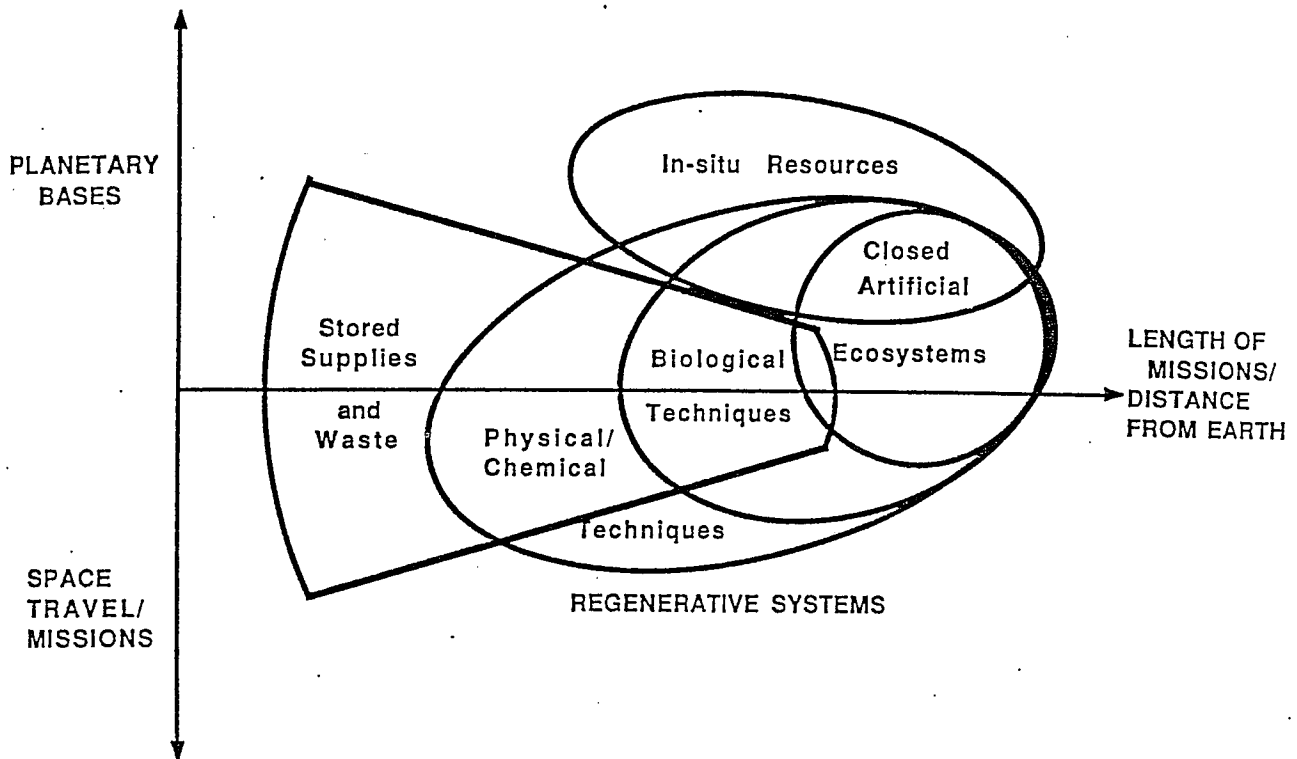 PLANETARY
BASES
In-situ Resources
Closed
Artificial
Ecosystems
Stored
Supplies
and
Waste
Biological
Techniques
Physical/
Chemical
Techniques
LENGTH OF
MISSIONS/
DISTANCE
FROM EARTH
SPACE
TRAVEL/
MISSIONS
REGENERATIVE SYSTEMS